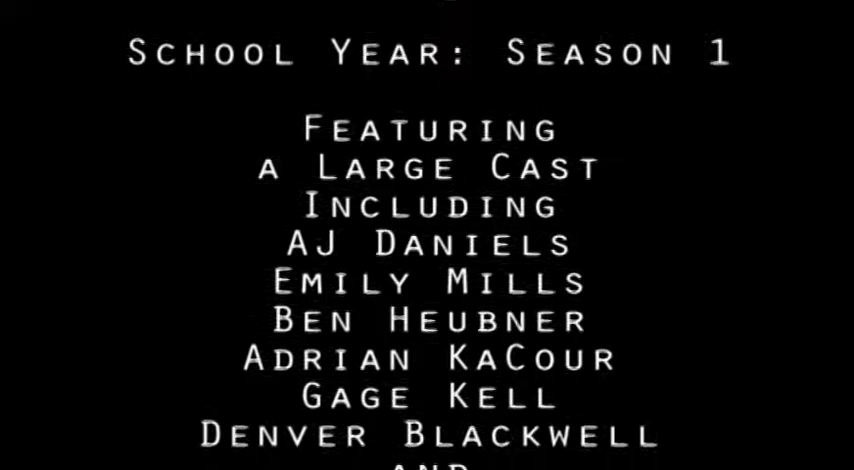 School Year: Season 1
Featuring
a Large Cast
Including
AJ Daniels
Emily Mills
Ben Heubner
Adrian KaCour
Gage Kell
Denver Blackwell
and